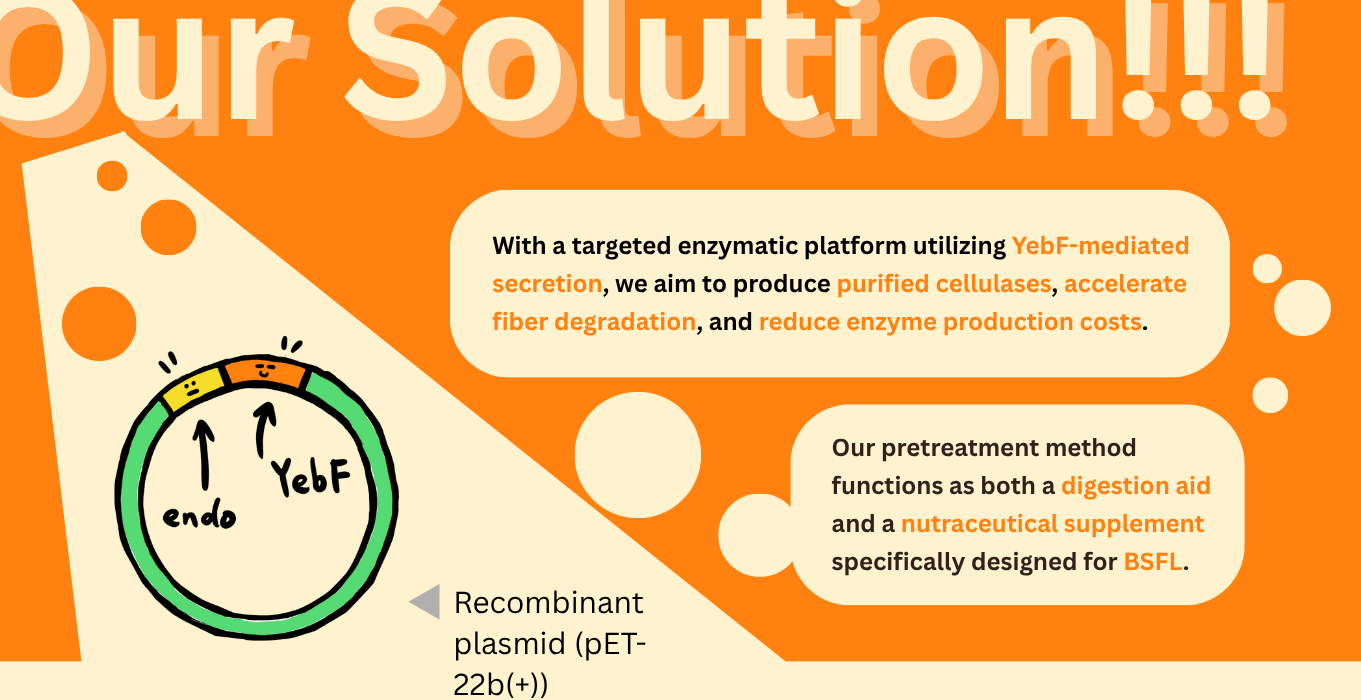 Our Solution!!!
With a targeted enzymatic platform utilizing YebF-mediated
secretion, we aim to produce purified cellulases, accelerate
fiber degradation, and reduce enzyme production costs.
Our pretreatment method
functions as both a digestion aid
and a nutraceutical supplement
specifically designed for BSFL.
YebF
endo
Recombinant
plasmid (pET-
22b(+))